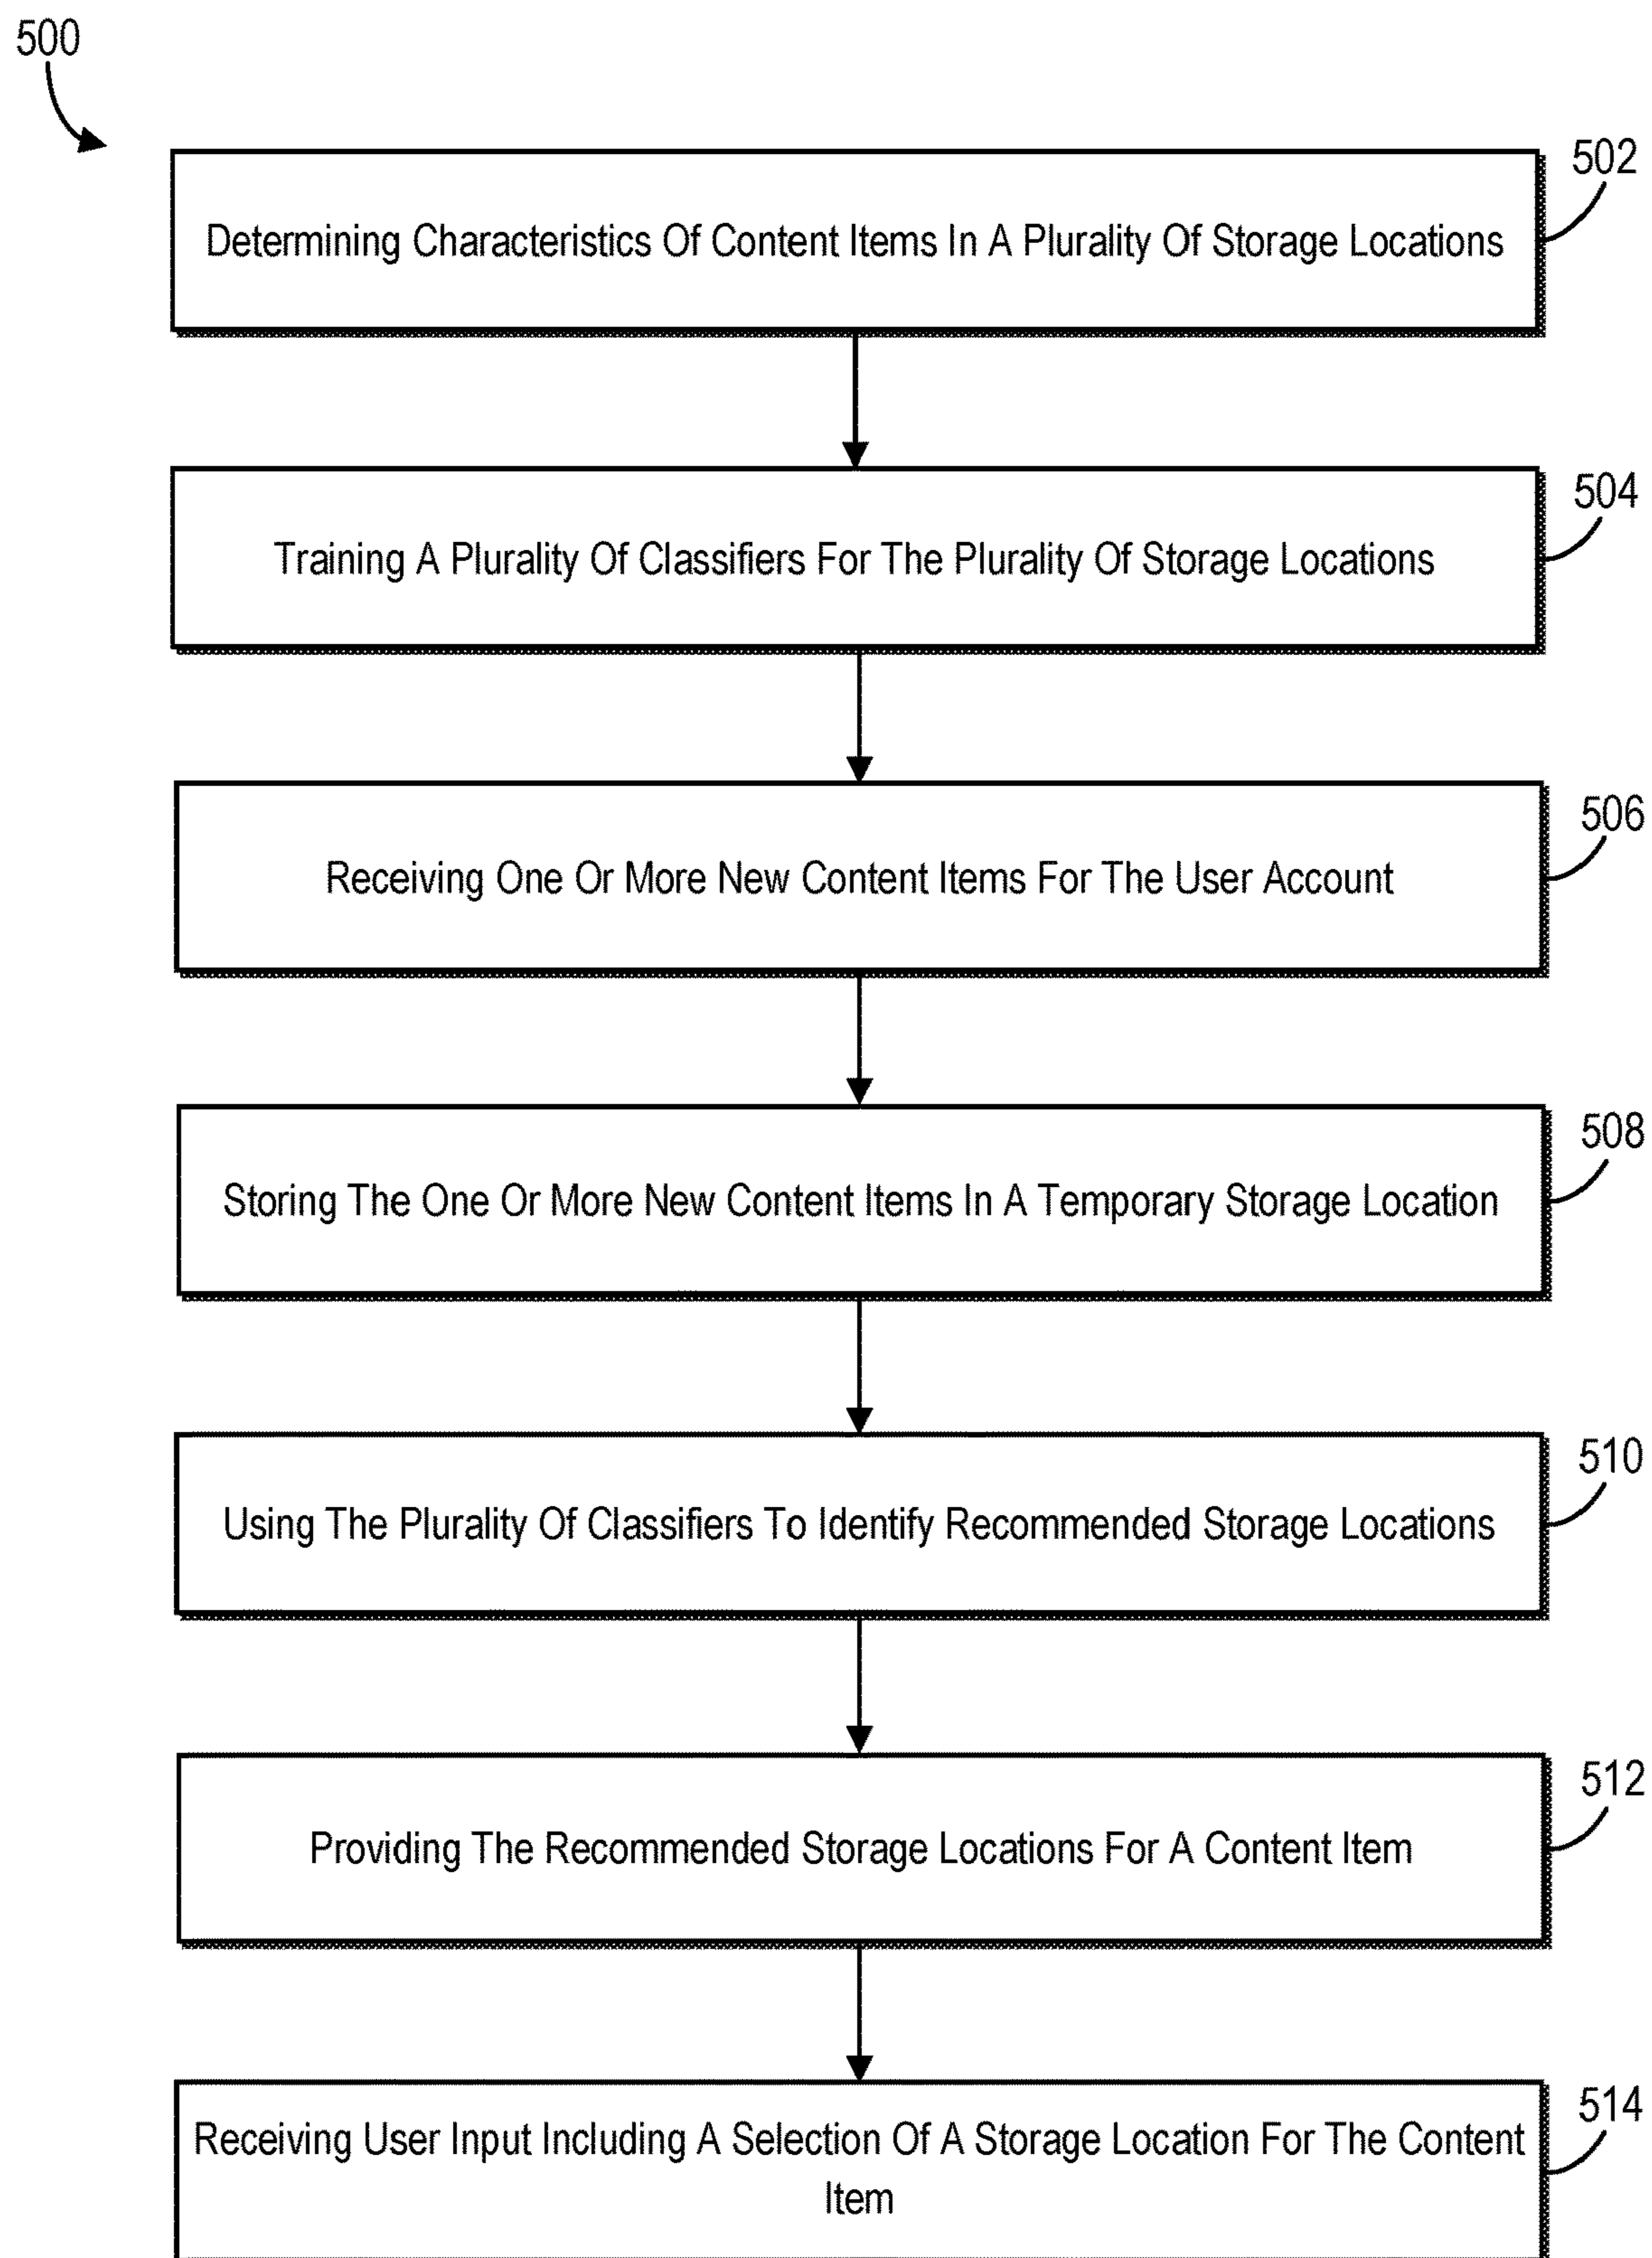 500
502
Determining Characteristics Of Content Items In A Plurality Of Storage Locations
504
Training A Plurality Of Classifiers For The Plurality Of Storage Locations
506
Receiving One Or More New Content Items For The User Account
508
Storing The One Or More New Content Items In A Temporary Storage Location
510
Using The Plurality Of Classifiers To Identify Recommended Storage Locations
512
Providing The Recommended Storage Locations For A Content Item
514
Receiving User Input Including A Selection Of A Storage Location For The Content
Item